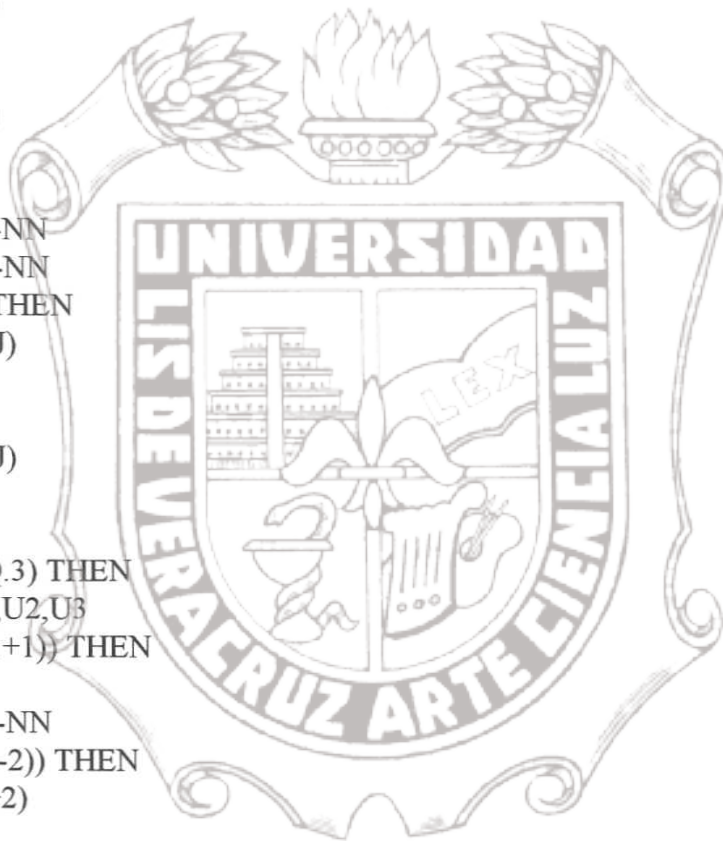 -NN
-NN
THEN
J)
J)
.3) THEN
U2,U3
+1)) THEN
-NN
-2)) THEN
2)
UNIVERSIDAD
LIS DE VERACRUZ ARTE CIENCIA LUZ
LEX